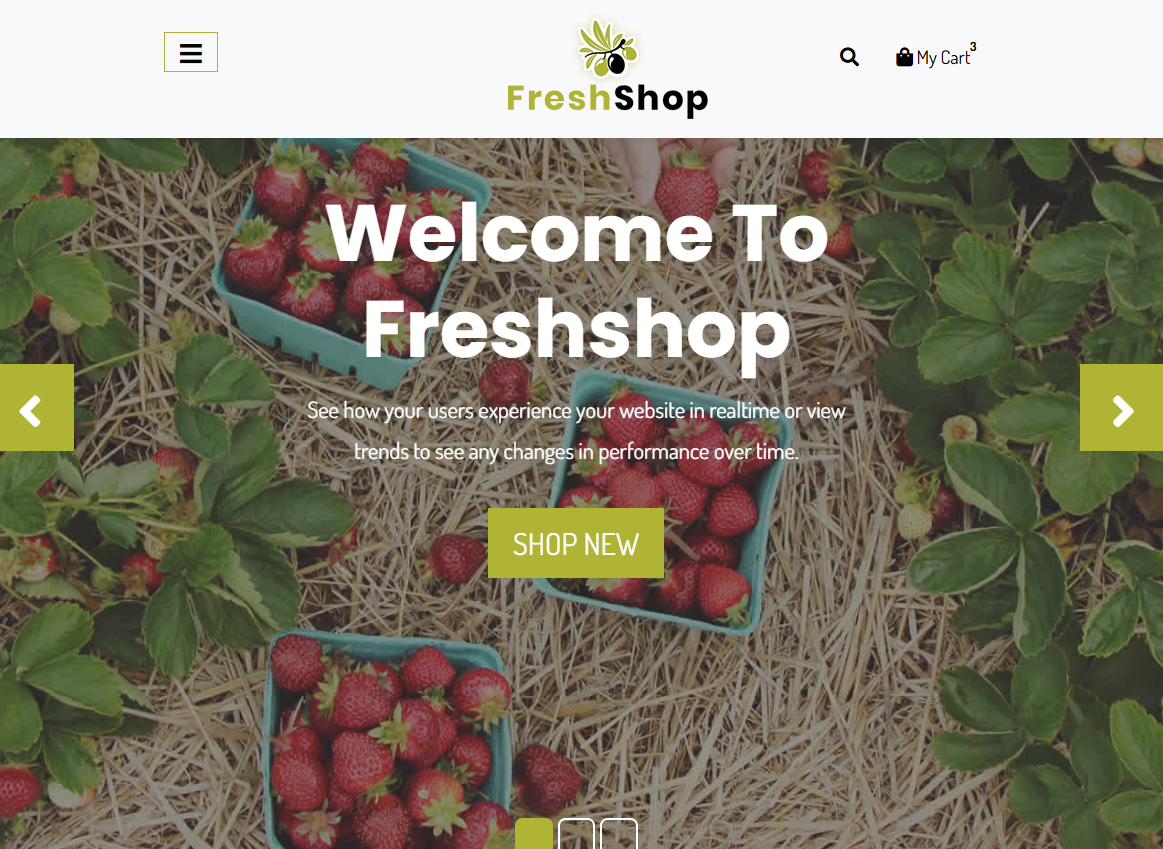 FreshShop
My Cart
3
Welcome To
Freshshop
See how your users experience your website in realtime or view
trends to see any changes in performance over time.
SHOP NEW